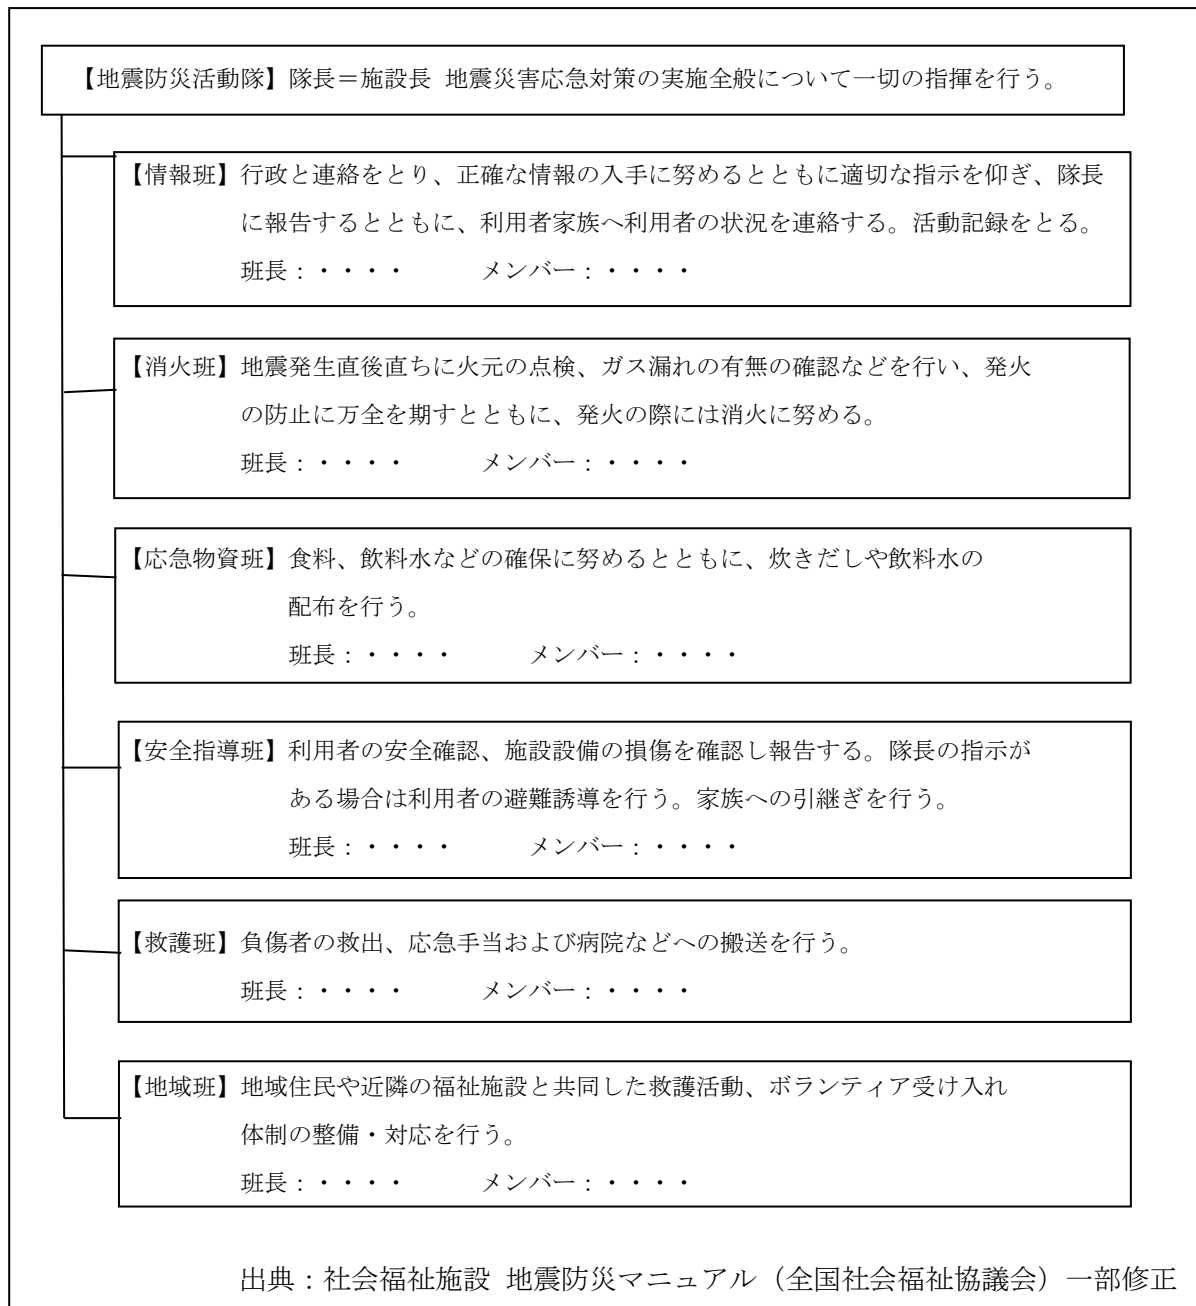 【地震防災活動隊】隊長＝施設長 地震災害応急対策の実施全般について一切の指揮を行う。
【情報班】行政と連絡をとり、正確な情報の入手に努めるとともに適切な指示を仰ぎ、隊長
に報告するとともに、利用者家族へ利用者の状況を連絡する。活動記録をとる。
班長：・・・・　　　メンバー：・・・・
【消火班】地震発生直後直ちに火元の点検、ガス漏れの有無の確認などを行い、発火
の防止に万全を期すとともに、発火の際には消火に努める。
班長：・・・・　　　メンバー：・・・・
【応急物資班】食料、飲料水などの確保に努めるとともに、炊きだしや飲料水の
配布を行う。
班長：・・・・　　　メンバー：・・・・
【安全指導班】利用者の安全確認、施設設備の損傷を確認し報告する。隊長の指示が
ある場合は利用者の避難誘導を行う。家族への引継ぎを行う。
班長：・・・・　　　メンバー：・・・・
【救護班】負傷者の救出、応急手当および病院などへの搬送を行う。
班長：・・・・　　　メンバー：・・・・
【地域班】地域住民や近隣の福祉施設と共同した救護活動、ボランティア受け入れ
体制の整備・対応を行う。
班長：・・・・　　　メンバー：・・・・
出典：社会福祉施設 地震防災マニュアル（全国社会福祉協議会）一部修正